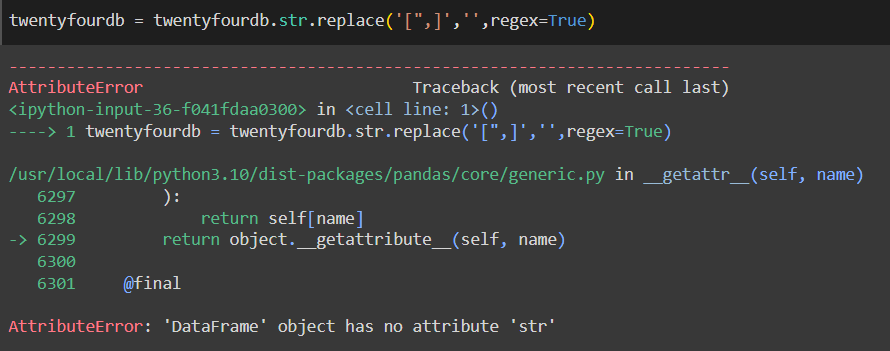 twentyfourdb = twentyfourdb.str.replace('[",]','',regex=True)
---------------------------------------------------------------------------
AttributeError                            Traceback (most recent call last)
<ipython-input-36-f041fdaa0300> in <cell line: 1>()
----> 1 twentyfourdb = twentyfourdb.str.replace('[",]','',regex=True)

/usr/local/lib/python3.10/dist-packages/pandas/core/generic.py in __getattr__(self, name)
   6297         ):
   6298             return self[name]
-> 6299         return object.__getattribute__(self, name)
   6300 
   6301     @final

AttributeError: 'DataFrame' object has no attribute 'str'